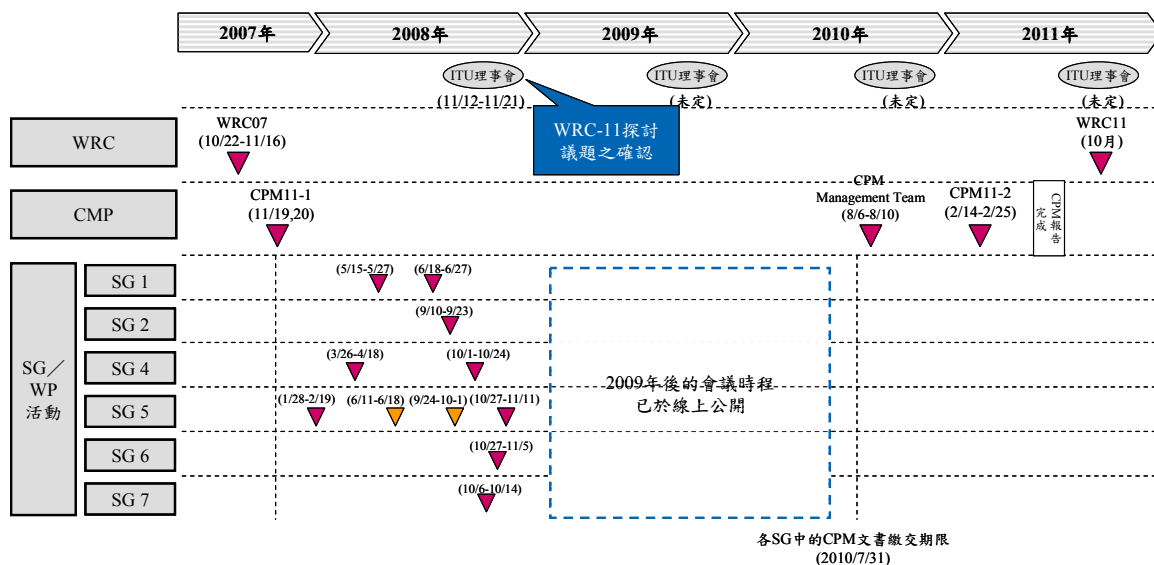 2007年
2008年
2009年
2010年
2011年
ITU理事會
(11/12-11/21)
ITU理事會
(未定)
ITU理事會
(未定)
ITU理事會
(未定)
WRC-11探討
議題之確認
WRC
WRC07
(10/22-11/16)
WRC11
(10月)
CMP
CPM11-1
(11/19,20)
CPM
Management Team
(8/6-8/10)
CPM11-2
(2/14-2/25)
CPM報告
完成
SG／
WP
活動
SG 1
(5/15-5/27)
(6/18-6/27)
SG 2
(9/10-9/23)
SG 4
(3/26-4/18)
(10/1-10/24)
SG 5
(1/28-2/19)
(6/11-6/18)
(9/24-10-1)
(10/27-11/11)
SG 6
(10/27-11/5)
SG 7
(10/6-10/14)
2009年後的會議時程
已於線上公開
各SG中的CPM文書繳交期限
(2010/7/31)